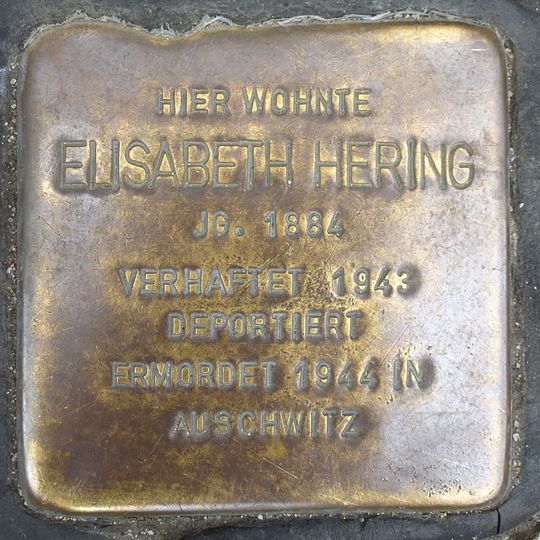 HIER WOHNTE
ELISABETH HERING
JG. 1884
VERHAFTET 1943
DEPORTIERT
ERMORDET 1944 IN
AUSCHWITZ